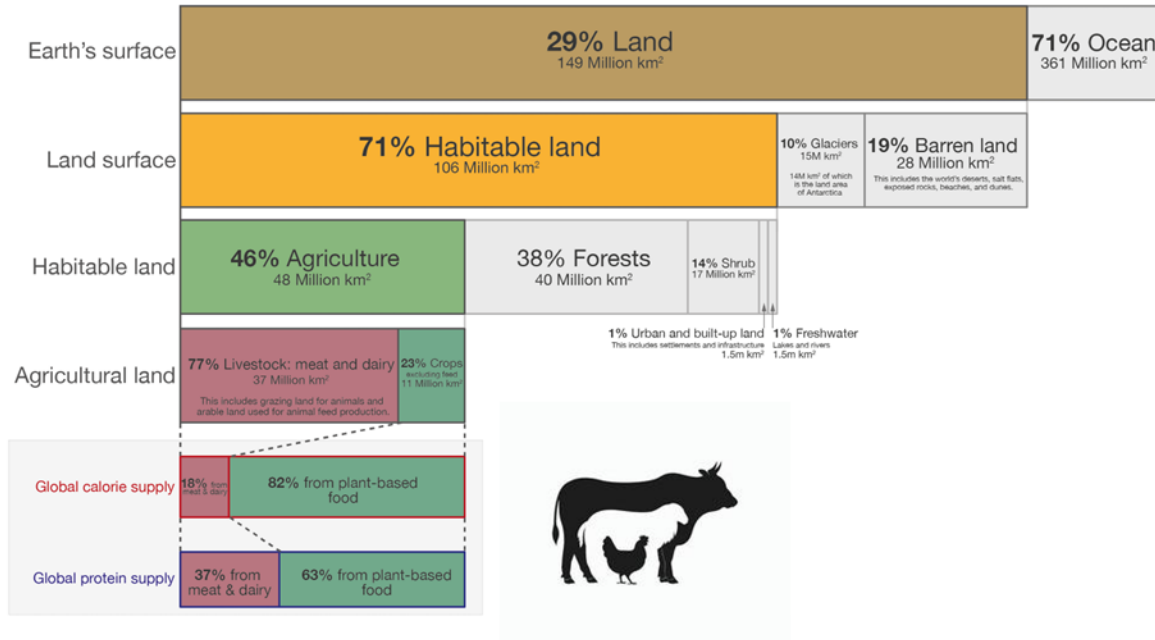 Earth's surface
29% Land
149 Million km²
71% Ocean
361 Million km²
Land surface
71% Habitable land
106 Million km²
10% Glaciers
15M km²
14M km² of which
is the land area
of Antarctica
19% Barren land
28 Million km²
This includes the world's deserts, salt flats,
exposed rocks, beaches, and dunes.
Habitable land
46% Agriculture
48 Million km²
38% Forests
40 Million km²
14% Shrub
17 Million km²
1% Urban and built-up land
This includes settlements and infrastructure
1.5m km²
1% Freshwater
Lakes and rivers
1.5m km²
Agricultural land
77% Livestock: meat and dairy
37 Million km²
This includes grazing land for animals and
arable land used for animal feed production.
23% Crops
excluding feed
11 Million km²
Global calorie supply
18% from
meat & dairy
82% from plant-based
food
Global protein supply
37% from
meat & dairy
63% from plant-based
food